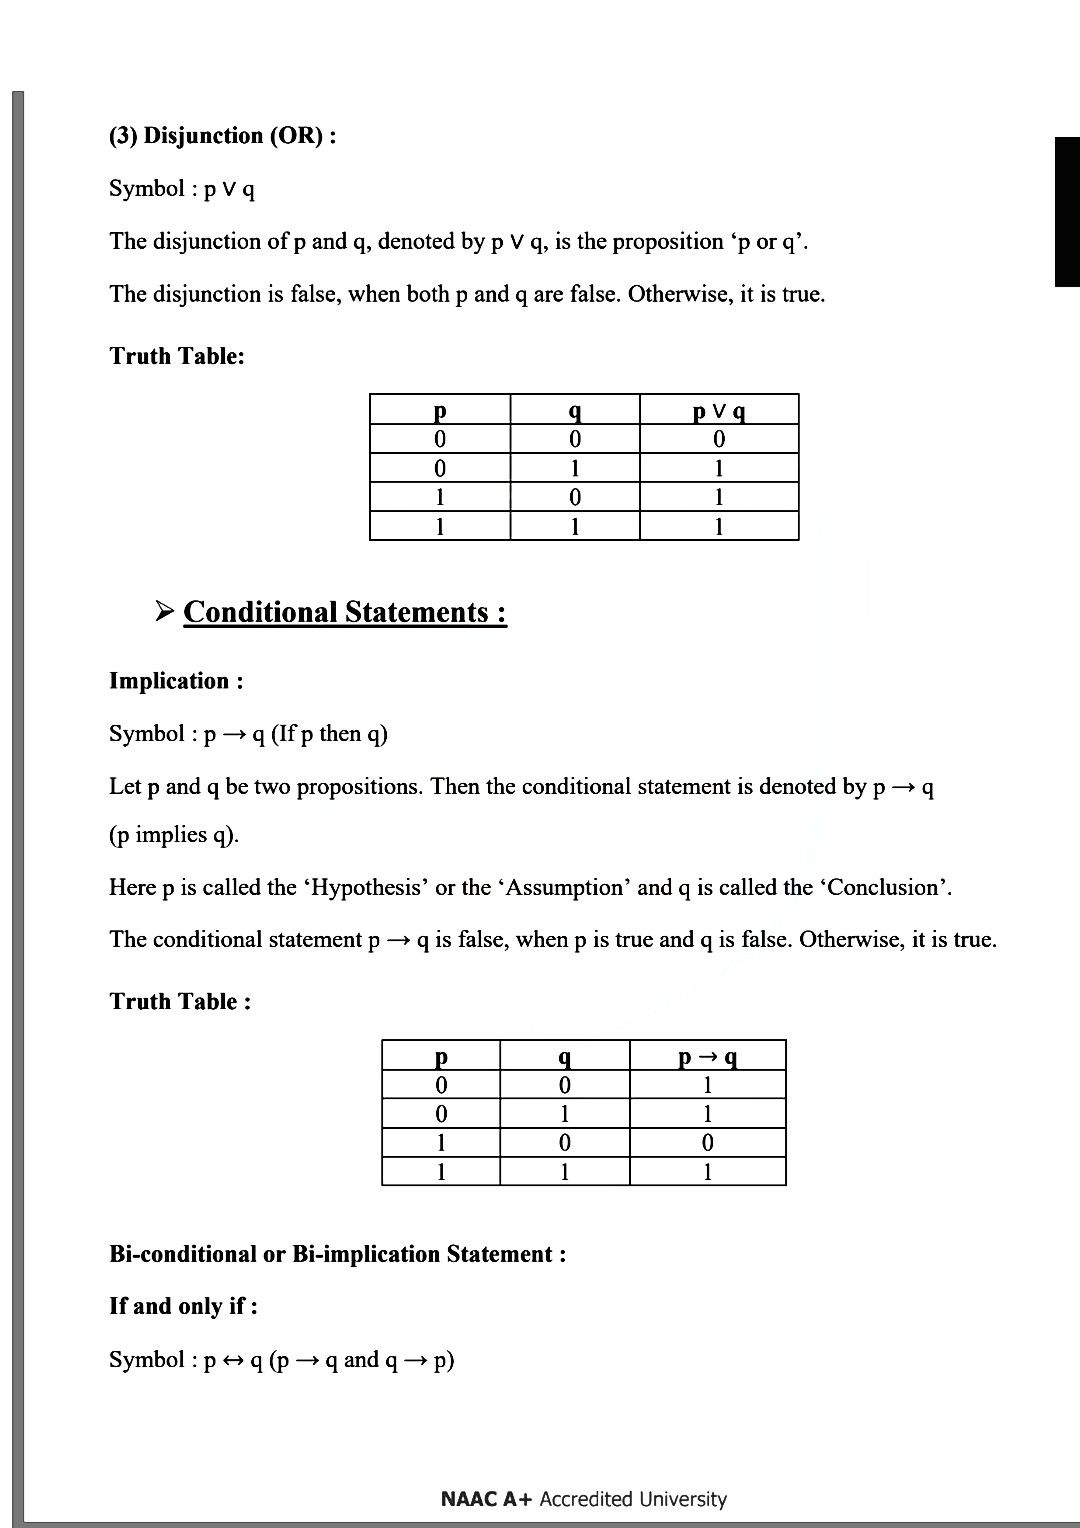 (3) Disjunction (OR) :
Symbol : p ∨ q
The disjunction of p and q, denoted by p ∨ q, is the proposition ‘p or q’.
The disjunction is false, when both p and q are false. Otherwise, it is true.
Truth Table:
p q p ∨ q
0 0 0
0 1 1
1 0 1
1 1 1
➢ Conditional Statements :
Implication :
Symbol : p → q (If p then q)
Let p and q be two propositions. Then the conditional statement is denoted by p → q
(p implies q).
Here p is called the ‘Hypothesis’ or the ‘Assumption’ and q is called the ‘Conclusion’.
The conditional statement p → q is false, when p is true and q is false. Otherwise, it is true.
Truth Table :
p q p → q
0 0 1
0 1 1
1 0 0
1 1 1
Bi-conditional or Bi-implication Statement :
If and only if :
Symbol : p ↔ q (p → q and q → p)
NAAC A+ Accredited University